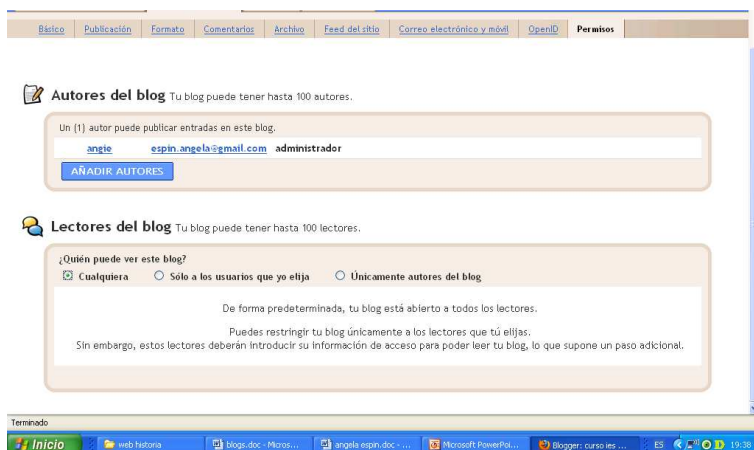 Básico Publicación Formato Comentarios Archivo Feed del sitio Correo electrónico y móvil OpenID Permisos
Autores del blog Tu blog puede tener hasta 100 autores.
Un (1) autor puede publicar entradas en este blog.
angie espin.angela@gmail.com administrador
AÑADIR AUTORES
Lectores del blog Tu blog puede tener hasta 100 lectores.
¿Quién puede ver este blog?
Cualquiera Sólo a los usuarios que yo elija Únicamente autores del blog
De forma predeterminada, tu blog está abierto a todos los lectores.
Puedes restringir tu blog únicamente a los lectores que tú elijas.
Sin embargo, estos lectores deberán introducir su información de acceso para poder leer tu blog, lo que supone un paso adicional.
Terminado
Inicio web historia blogs.doc - Micros... angela espin.doc - ... Microsoft PowerPoi... Blogger: curso ies ... ES 19:38